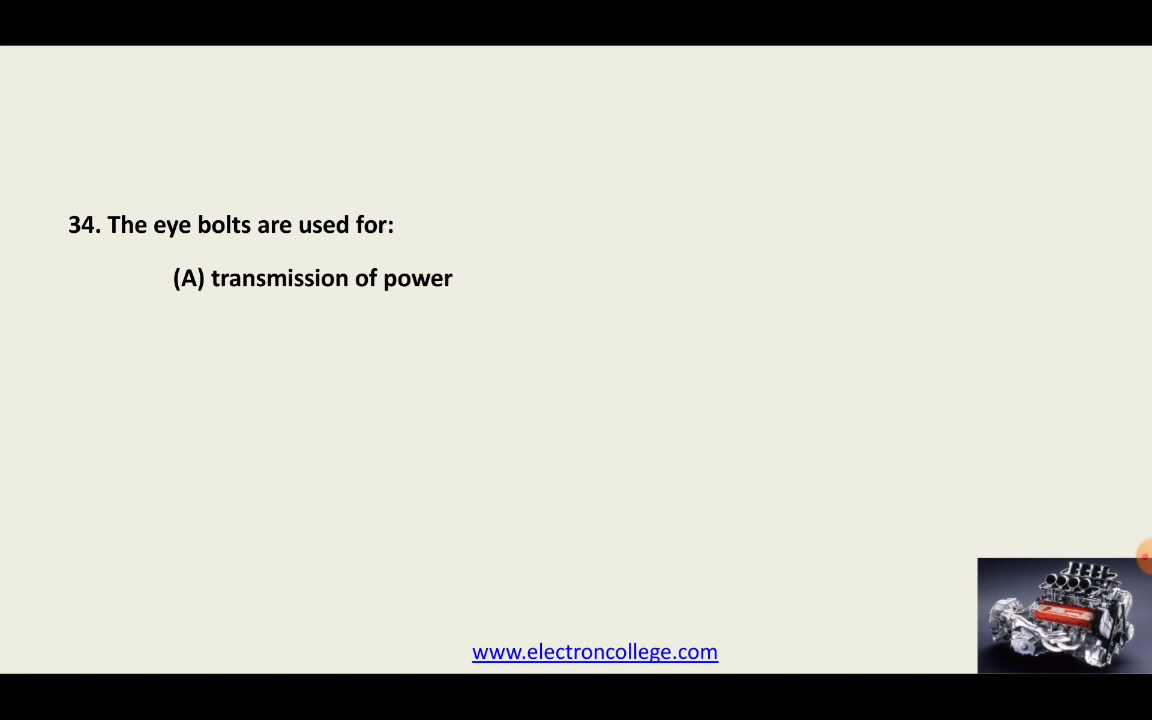 34. The eye bolts are used for:
(A) transmission of power
www.electroncollege.com